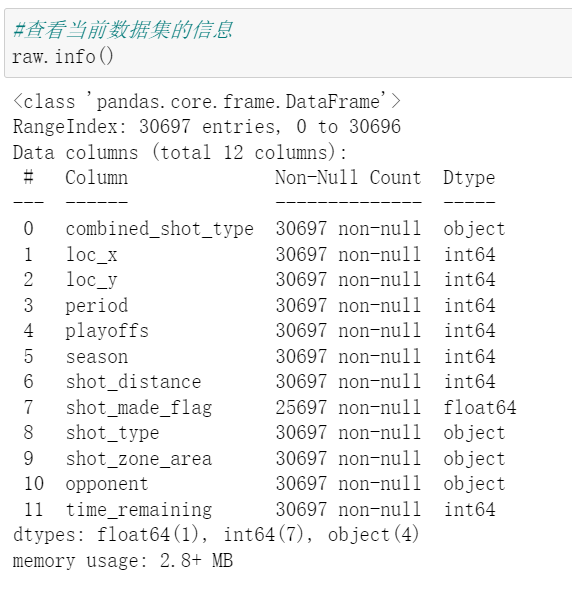 #查看当前数据集的信息
raw.info()
<class 'pandas.core.frame.DataFrame'>
RangeIndex: 30697 entries, 0 to 30696
Data columns (total 12 columns):
 #   Column              Non-Null Count  Dtype
---  ------              --------------  -----
 0   combined_shot_type  30697 non-null  object
 1   loc_x               30697 non-null  int64
 2   loc_y               30697 non-null  int64
 3   period              30697 non-null  int64
 4   playoffs            30697 non-null  int64
 5   season              30697 non-null  int64
 6   shot_distance       30697 non-null  int64
 7   shot_made_flag      25697 non-null  float64
 8   shot_type           30697 non-null  object
 9   shot_zone_area      30697 non-null  object
 10  opponent            30697 non-null  object
 11  time_remaining      30697 non-null  int64
dtypes: float64(1), int64(7), object(4)
memory usage: 2.8+ MB